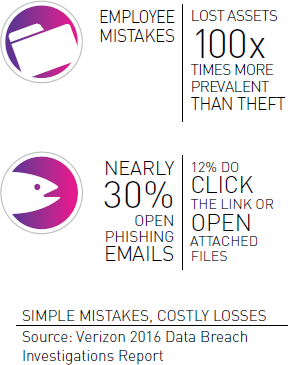 EMPLOYEE
MISTAKES
LOST ASSETS
100x
TIMES MORE
PREVALENT
THAN THEFT
NEARLY
30%
OPEN
PHISHING
EMAILS
12% DO
CLICK
THE LINK OR
OPEN
ATTACHED
FILES
SIMPLE MISTAKES, COSTLY LOSSES
Source: Verizon 2016 Data Breach
Investigations Report